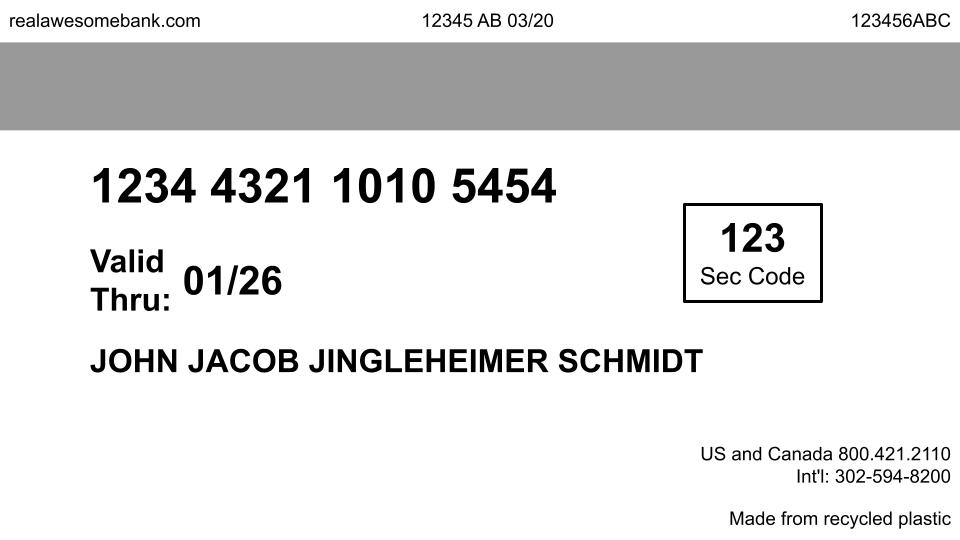 realawesomebank.com 12345 AB 03/20 123456ABC
1234 4321 1010 5454
123
Sec Code
Valid
Thru: 01/26
JOHN JACOB JINGLEHEIMER SCHMIDT
US and Canada 800.421.2110
Int'l: 302-594-8200
Made from recycled plastic